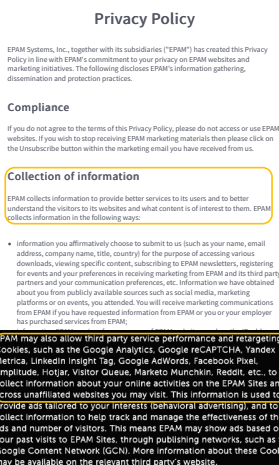 Privacy Policy
EPAM Systems, Inc., together with its subsidiaries ("EPAM") has created this Privacy
Policy in line with EPAM's commitment to your privacy on EPAM websites and
marketing initiatives. The following discloses EPAM's information gathering,
dissemination and protection practices.
Compliance
If you do not agree to the terms of this Privacy Policy, please do not access or use EPAM
websites. If you wish to stop receiving EPAM marketing materials then please click on
the Unsubscribe button within the marketing email you have received from us.
Collection of information
EPAM collects information to provide better services to its users and to better
understand the visitors to its websites and what content is of interest to them. EPAM
collects information in the following ways:
• information you affirmatively choose to submit to us (such as your name, email
address, company name, title, country) for the purpose of accessing various
downloads, viewing specific content, subscribing to EPAM newsletters, registering
for events and your preferences in receiving marketing from EPAM and its third party
partners and your communication preferences, etc. Information we have obtained
about you from publicly available sources such as social media, marketing
platforms or on events, you attended. You will receive marketing communications
from EPAM if you have requested information from EPAM or you or your employer
has purchased services from EPAM;
PAM may also allow third party service performance and retargeting
ookies, such as the Google Analytics, Google reCAPTCHA, Yandex
etrica, LinkedIn Insight Tag, Google AdWords, Facebook Pixel,
mplitude, Hotjar, Visitor Queue, Marketo Munchkin, Reddit, etc., to
ollect information about your online activities on the EPAM Sites an
cross unaffiliated websites you may visit. This information is used to
rovide ads tailored to your interests (behavioral advertising), and to
ollect information to help track and manage the effectiveness of th
ds and number of visitors. This means EPAM may show ads based o
our past visits to EPAM Sites, through publishing networks, such as
oogle Content Network (GCN). More information about these Coo
ay be available on the relevant third party's website.